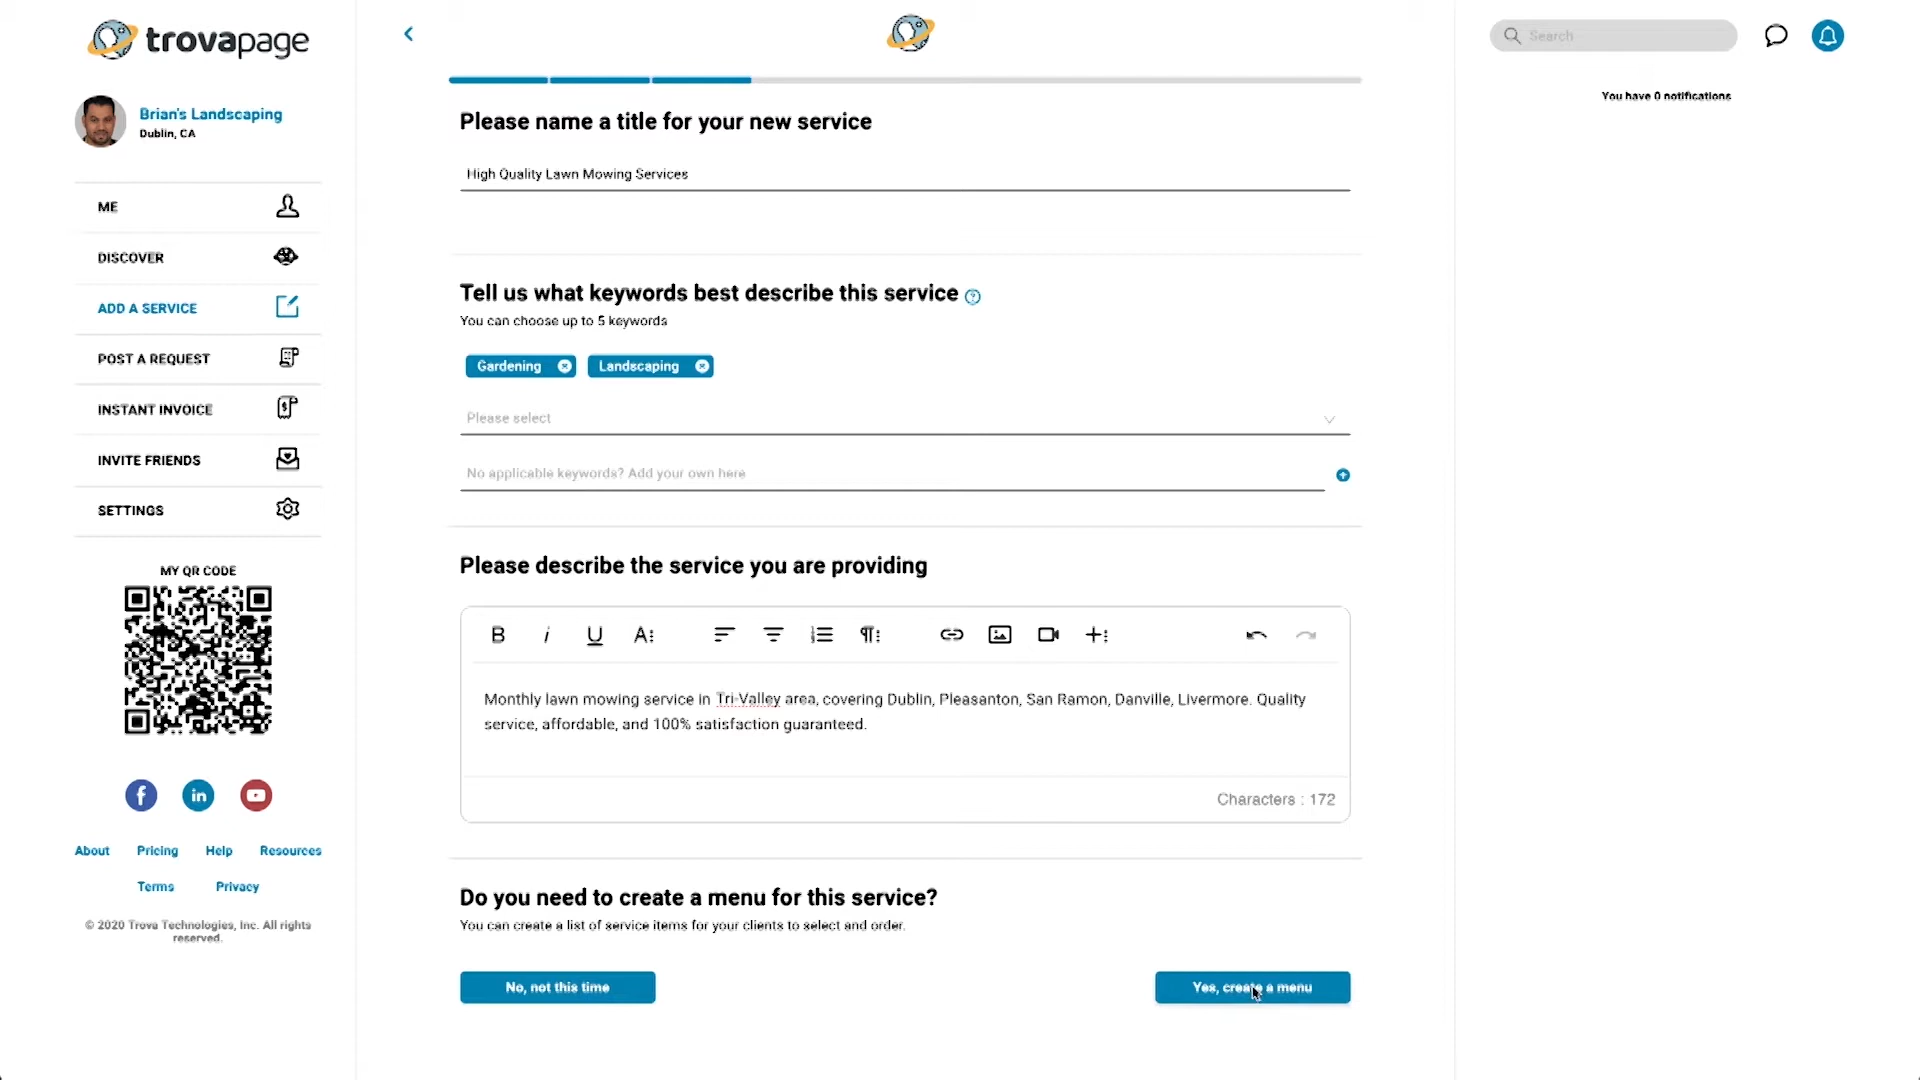 trovapage
Brian's Landscaping
Dublin, CA
ME
DISCOVER
ADD A SERVICE
POST A REQUEST
INSTANT INVOICE
INVITE FRIENDS
SETTINGS
MY QR CODE
About Pricing Help Resources
Terms Privacy
© 2020 Trova Technologies, Inc. All rights
reserved.
Please name a title for your new service
High Quality Lawn Mowing Services
Tell us what keywords best describe this service
You can choose up to 5 keywords
Gardening Landscaping
Please select
No applicable keywords? Add your own here
Please describe the service you are providing
Monthly lawn mowing service in Tri-Valley area, covering Dublin, Pleasanton, San Ramon, Danville, Livermore. Quality
service, affordable, and 100% satisfaction guaranteed.
Characters : 172
Do you need to create a menu for this service?
You can create a list of service items for your clients to select and order.
No, not this time
Yes, create a menu
Search
You have 0 notifications